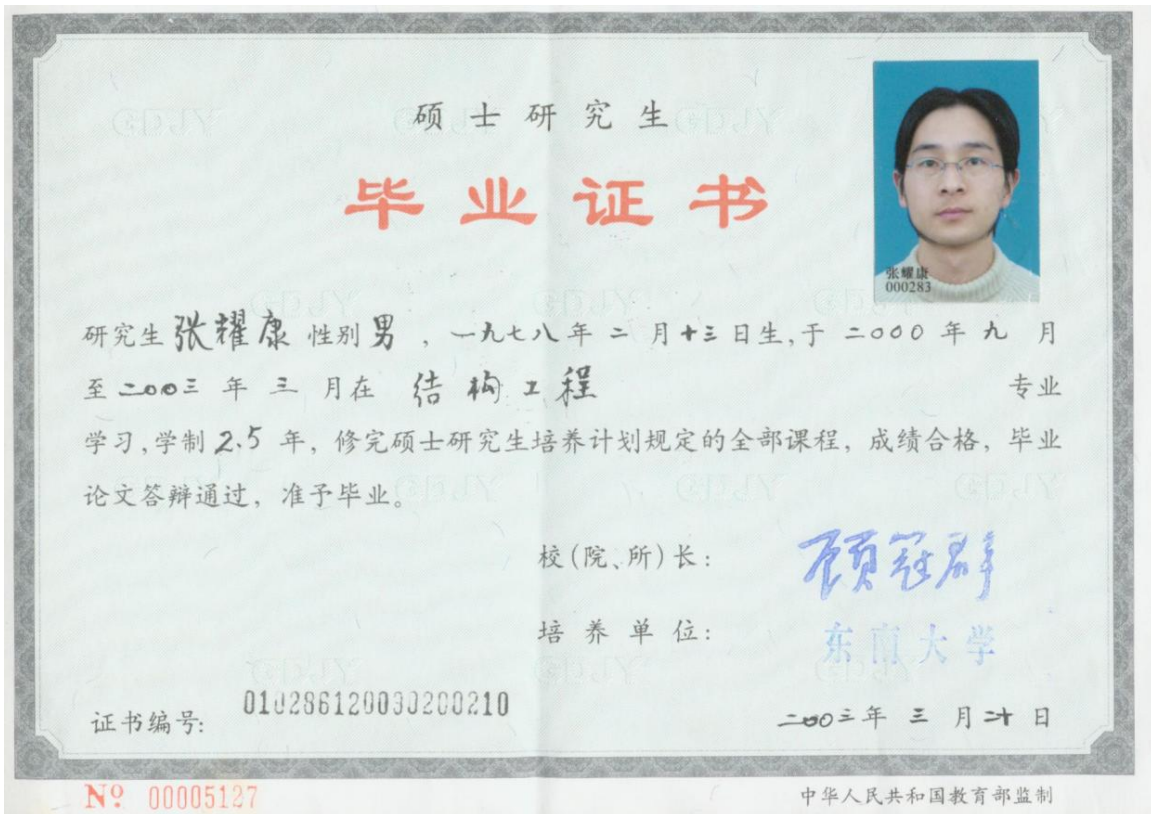 硕士研究生
毕业证书
张耀康
000283
研究生 张耀康 性别 男 , 一九七八年 二 月 十三 日生,于 二000 年 九 月
至 二00三 年 三 月在 结构工程 专业
学习,学制 2.5 年, 修完硕士研究生培养计划规定的全部课程, 成绩合格, 毕业
论文答辩通过, 准予毕业。
校(院、所)长: 顾冠群
培养单位: 东南大学
证书编号: 010286120030200210
二00三年 三 月 二十 日
Nº 00005127
中华人民共和国教育部监制